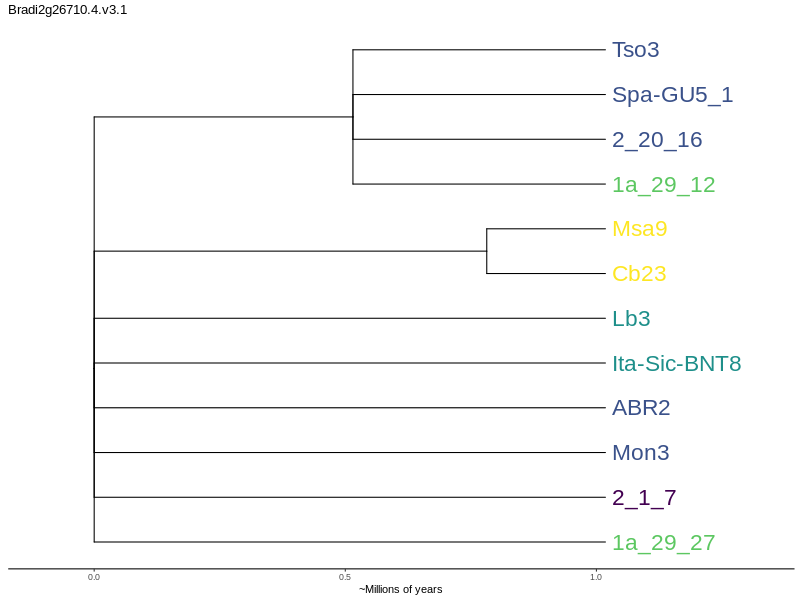 Bradi2g26710.4.v3.1
Tso3
Spa-GU5_1
2_20_16
1a_29_12
Msa9
Cb23
Lb3
Ita-Sic-BNT8
ABR2
Mon3
2_1_7
1a_29_27
0.0 0.5 1.0
~Millions of years